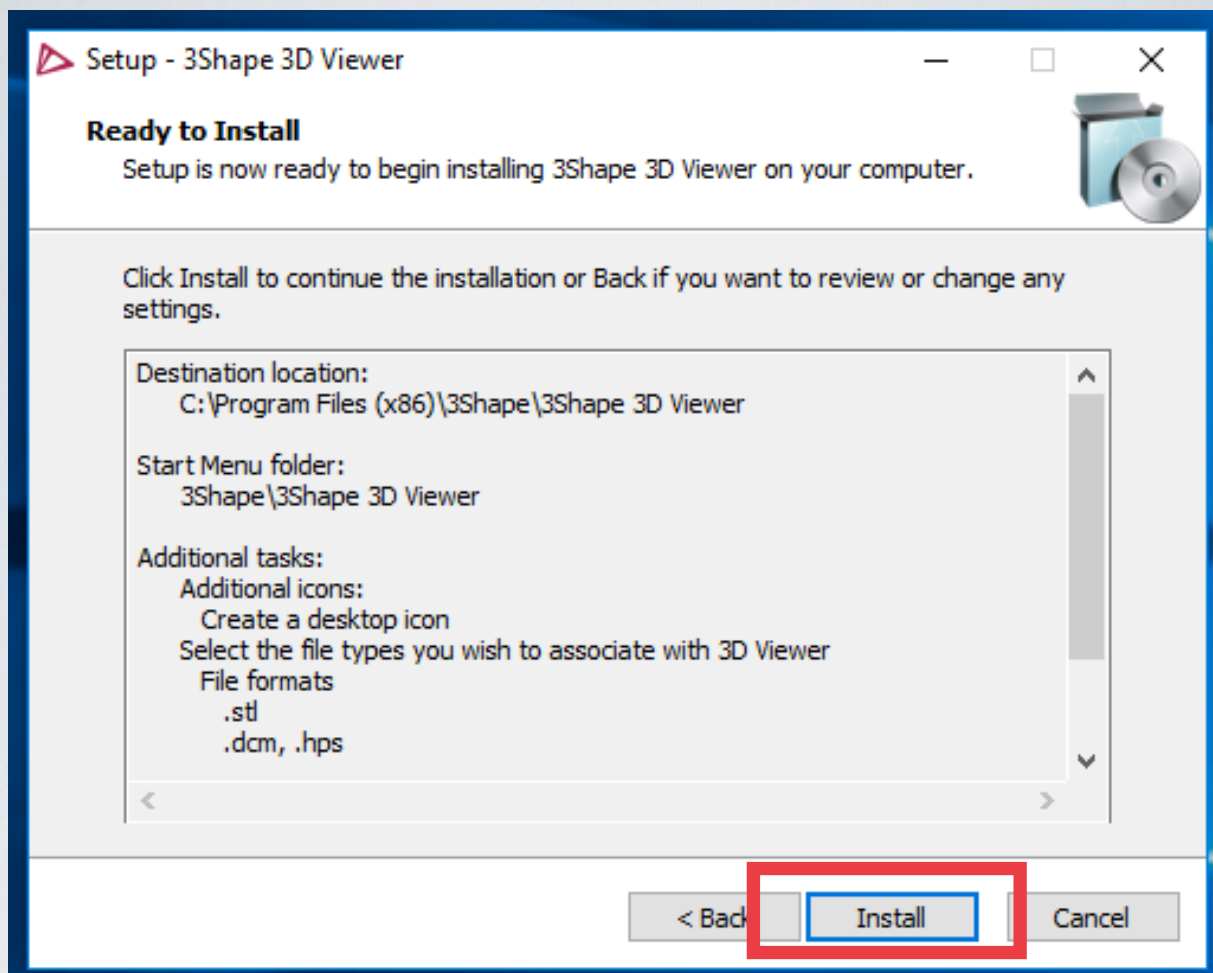 Setup - 3Shape 3D Viewer
Ready to Install
Setup is now ready to begin installing 3Shape 3D Viewer on your computer.
Click Install to continue the installation or Back if you want to review or change any
settings.
Destination location:
C:\Program Files (x86)\3Shape\3Shape 3D Viewer
Start Menu folder:
3Shape\3Shape 3D Viewer
Additional tasks:
Additional icons:
Create a desktop icon
Select the file types you wish to associate with 3D Viewer
File formats
.stl
.dcm, .hps
< Back Install Cancel